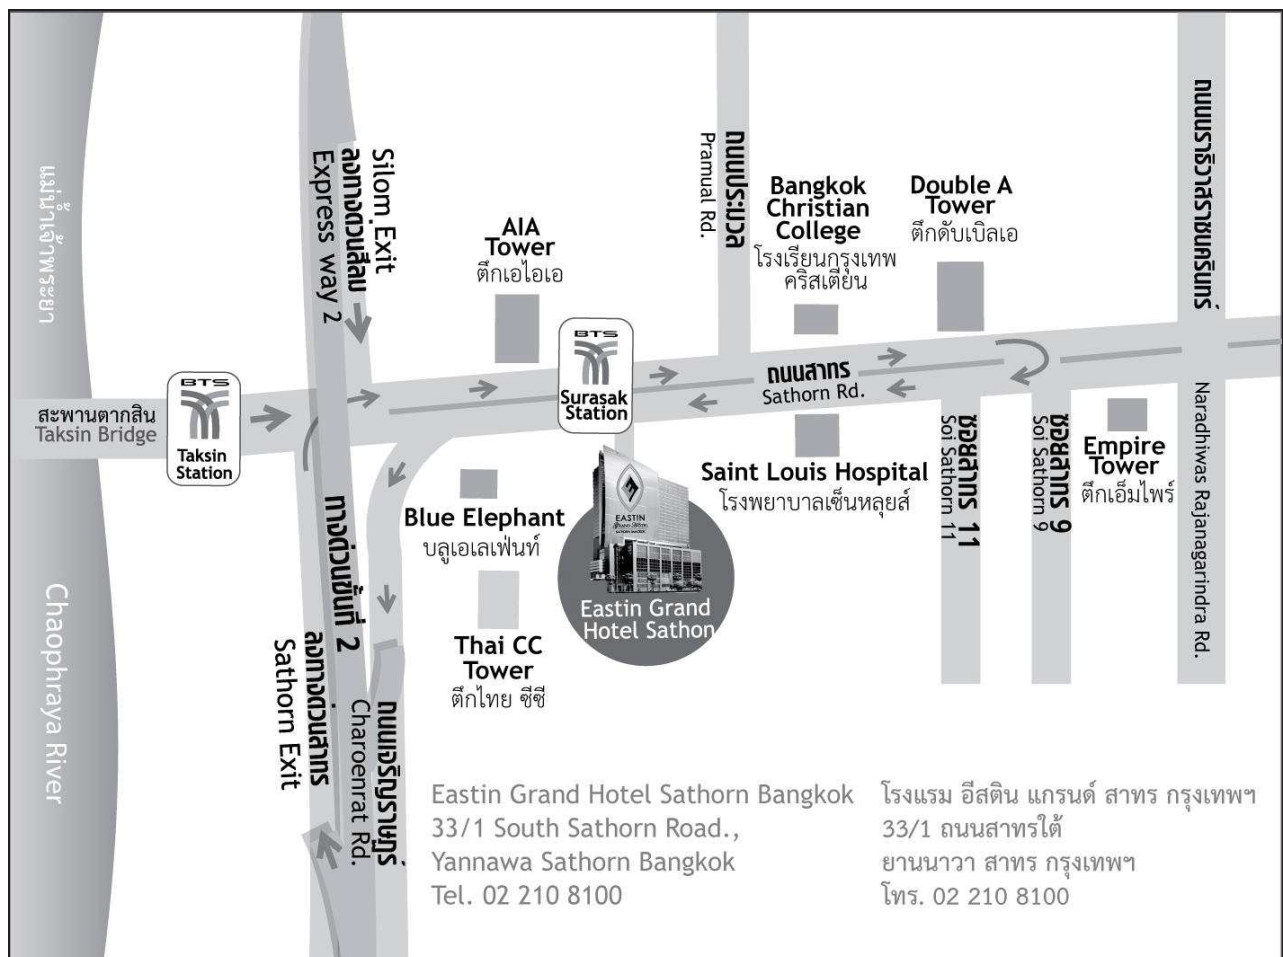 แม่น้ำเจ้าพระยา
Chaophraya River
Silom Exit
ลงทางด่วนสีลม
Express way 2
AIA
Tower
ตึกเอไอเอ
ถนนประมวล
Pramual Rd.
Bangkok
Christian
College
โรงเรียนกรุงเทพ
คริสเตียน
Double A
Tower
ตึกดับเบิลเอ
ถนนนราธิวาสราชนครินทร์
Naradhiwas Rajanagarindra Rd.
สะพานตากสิน
Taksin Bridge
BTS
Taksin
Station
BTS
Surasak
Station
ถนนสาทร
Sathorn Rd.
Blue Elephant
บลูเอเลเฟ่นท์
Thai CC
Tower
ตึกไทย ซีซี
EASTIN
Eastin Grand
Hotel Sathon
Saint Louis Hospital
โรงพยาบาลเซ็นหลุยส์
ซอยสาทร 11
Soi Sathorn 11
ซอยสาทร 9
Soi Sathorn 9
Empire
Tower
ตึกเอ็มไพร์
ทางด่วนขั้นที่ 2
ลงทางด่วนสาทร
Sathorn Exit
ถนนเจริญราษฎร์
Charoenrat Rd.
Eastin Grand Hotel Sathorn Bangkok
33/1 South Sathorn Road.,
Yannawa Sathorn Bangkok
Tel. 02 210 8100
โรงแรม อีสติน แกรนด์ สาทร กรุงเทพฯ
33/1 ถนนสาทรใต้
ยานนาวา สาทร กรุงเทพฯ
โทร. 02 210 8100